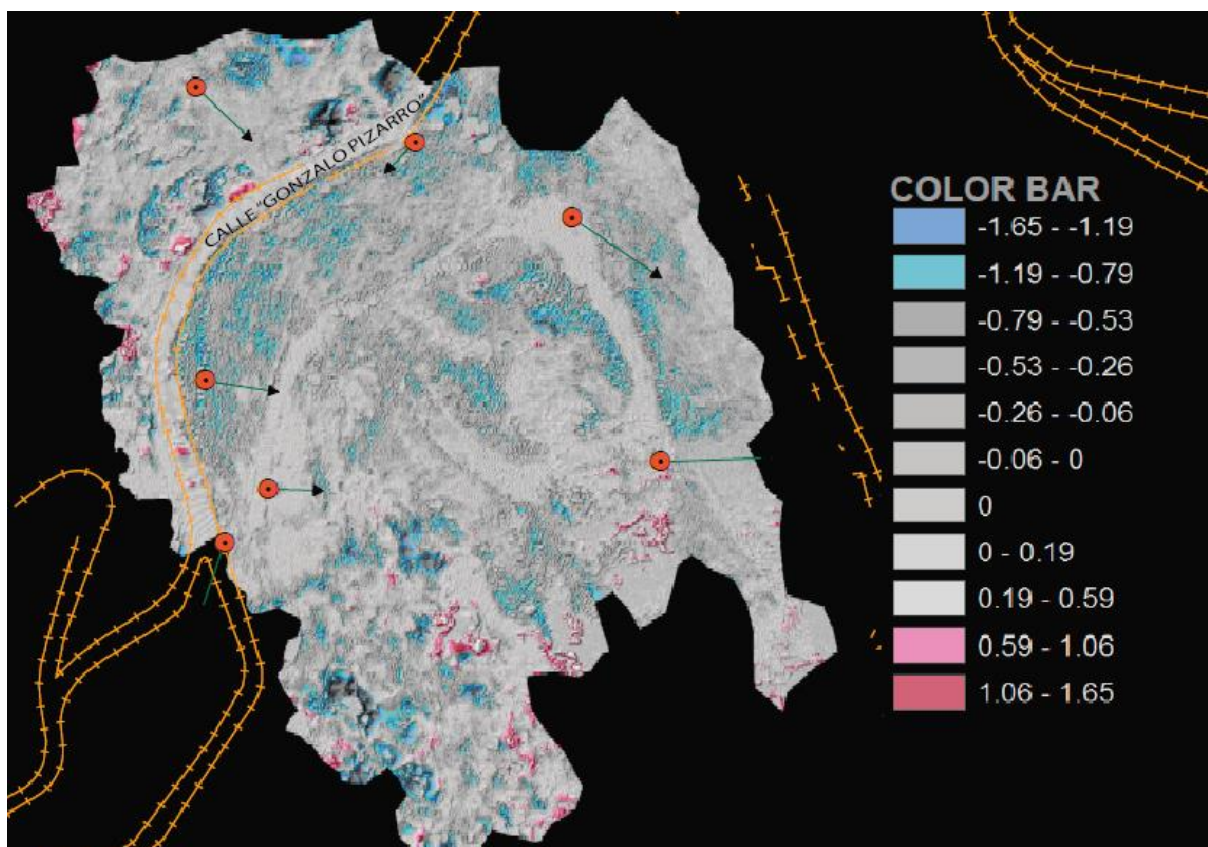 CALLE "GONZALO PIZARRO"
COLOR BAR
-1.65 - -1.19
-1.19 - -0.79
-0.79 - -0.53
-0.53 - -0.26
-0.26 - -0.06
-0.06 - 0
0
0 - 0.19
0.19 - 0.59
0.59 - 1.06
1.06 - 1.65